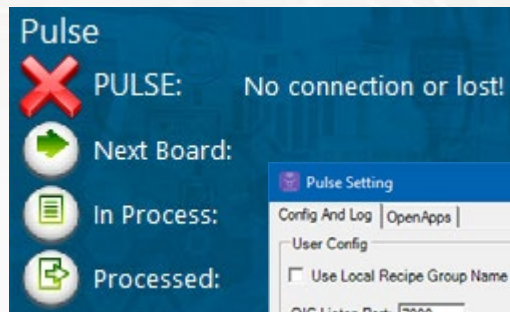 Pulse
PULSE: No connection or lost!
Next Board:
In Process:
Processed:
Pulse Setting
Config And Log OpenApps
User Config
Use Local Recipe Group Name
Port: